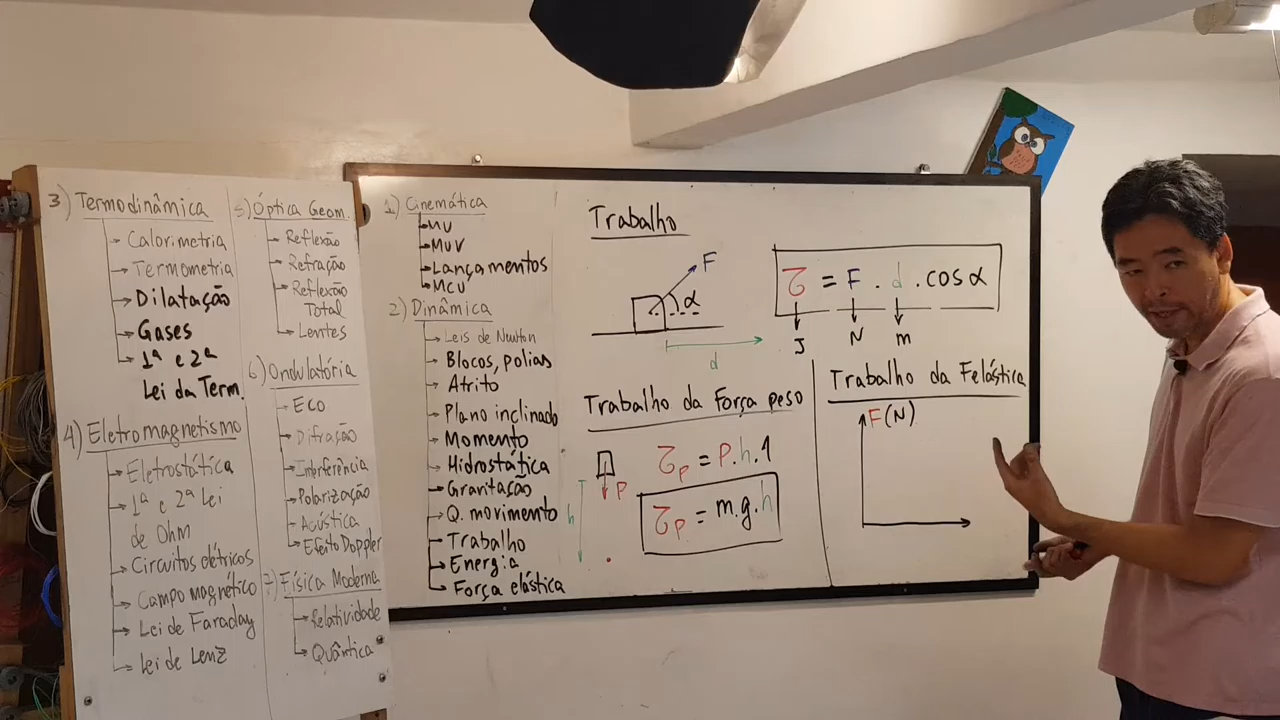 3) Termodinâmica
Calorimetria
Termometria
Dilatação
Gases
1ª e 2ª
Lei da Term.
4) Eletromagnetismo
Eletrostática
1ª e 2ª Lei
de Ohm
Circuitos elétricos
Campo magnético
Lei de Faraday
Lei de Lenz
5) Óptica Geom.
Reflexão
Refração
Reflexão
Total
Lentes
6) Ondulatória
Eco
Difração
Interferência
Polarização
Acústica
Efeito Doppler
7) Física Moderna
Relatividade
Quântica
1) Cinemática
MU
MUV
Lançamentos
MCU
2) Dinâmica
Leis de Newton
Blocos, polias
Atrito
Plano inclinado
Momento
Hidrostática
Gravitação
Q. movimento
Trabalho
Energia
Força elástica
Trabalho
F
α
d
τ = F . d . cos α
J N m
Trabalho da Força peso
P
h
τp = P.h.1
τp = m.g.h
Trabalho da Felástica
F(N)